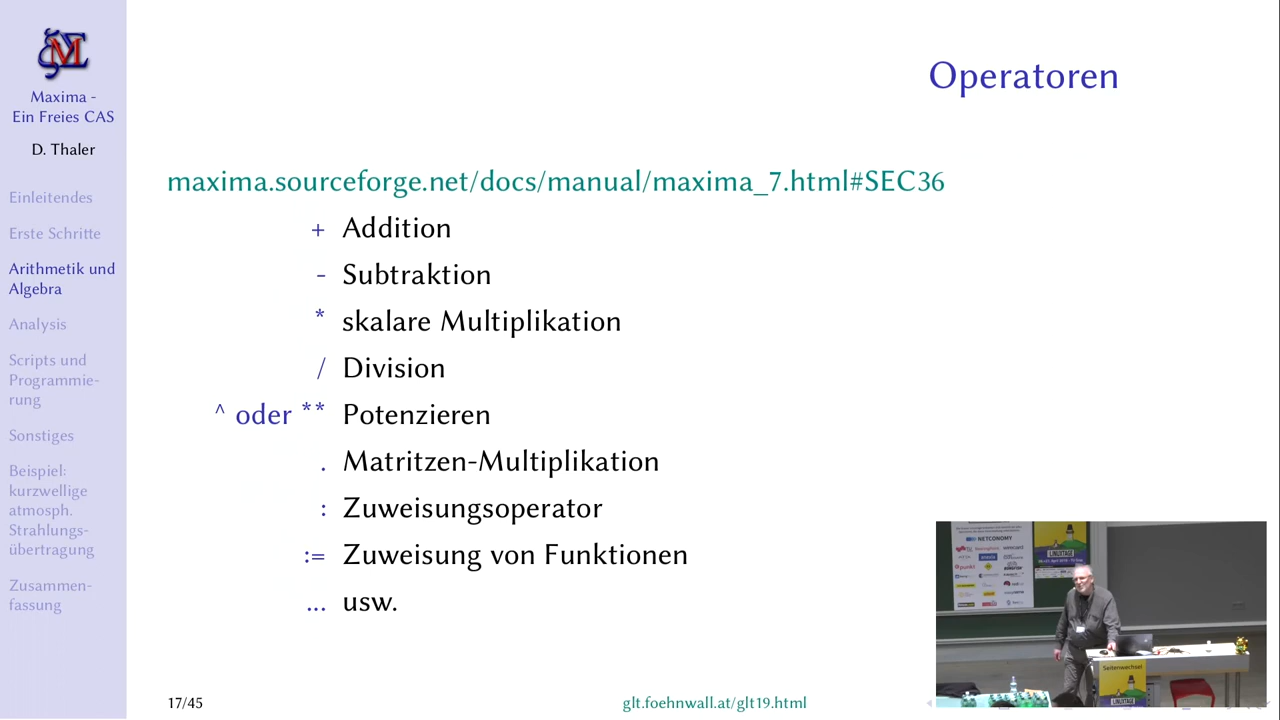 Maxima -
Ein Freies CAS
D. Thaler
Einleitendes
Erste Schritte
Arithmetik und
Algebra
Analysis
Scripts und
Programmie-
rung
Sonstiges
Beispiel:
kurzwellige
atmosph.
Strahlungs-
übertragung
Zusammen-
fassung
Operatoren
maxima.sourceforge.net/docs/manual/maxima_7.html#SEC36
+ Addition
- Subtraktion
* skalare Multiplikation
/ Division
^ oder ** Potenzieren
. Matritzen-Multiplikation
: Zuweisungsoperator
:= Zuweisung von Funktionen
... usw.
NETCONOMY
LINUXTAGE
Seitenwechsel
LINUXTAGE
17/45
glt.foehnwall.at/glt19.html